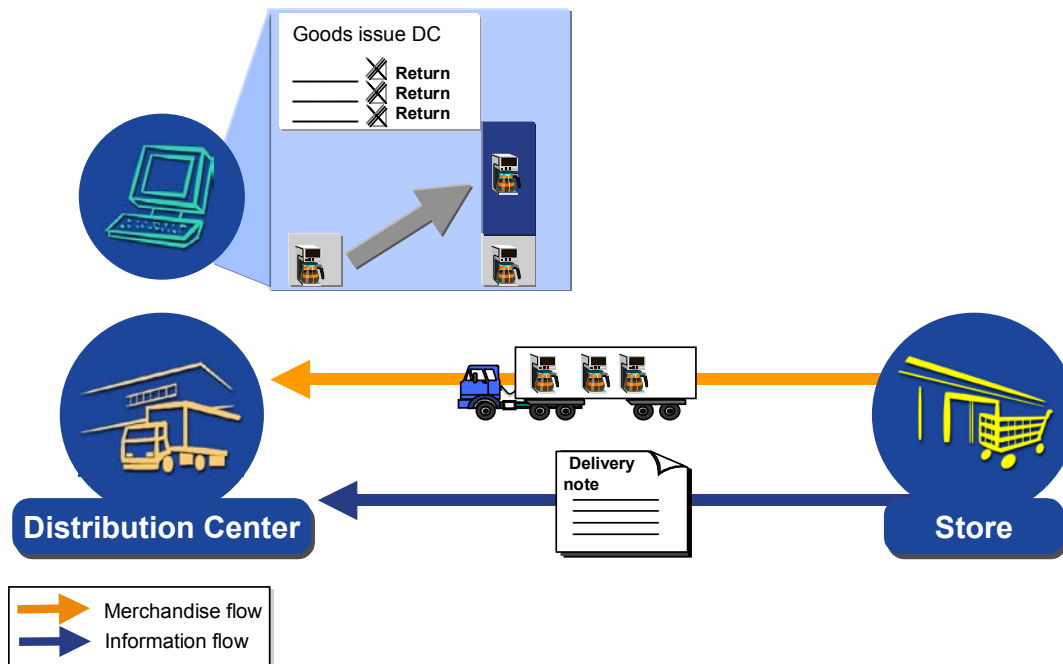 Goods issue DC
Return
Return
Return
Delivery
note
Distribution Center
Store
Merchandise flow
Information flow